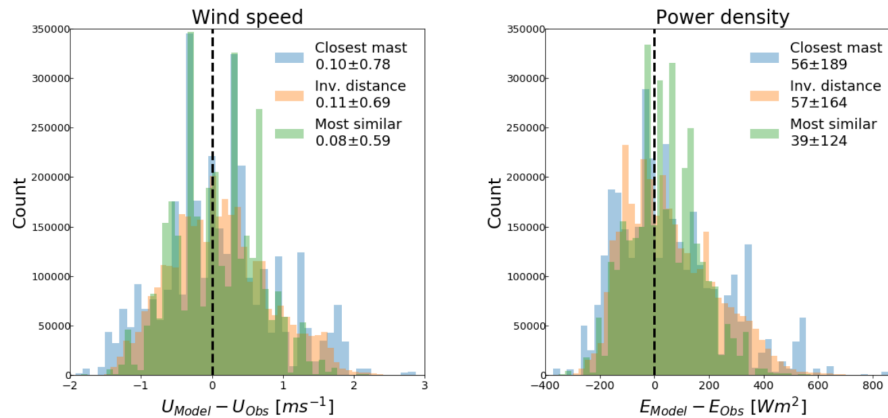 Wind speed
350000
300000
250000
200000
150000
100000
50000
0
Count
Closest mast
0.10±0.78
Inv. distance
0.11±0.69
Most similar
0.08±0.59
−2 −1 0 1 2 3
U_Model − U_Obs [ms⁻¹]
Power density
350000
300000
250000
200000
150000
100000
50000
0
Count
Closest mast
56±189
Inv. distance
57±164
Most similar
39±124
−400 −200 0 200 400 600 800
E_Model − E_Obs [Wm²]